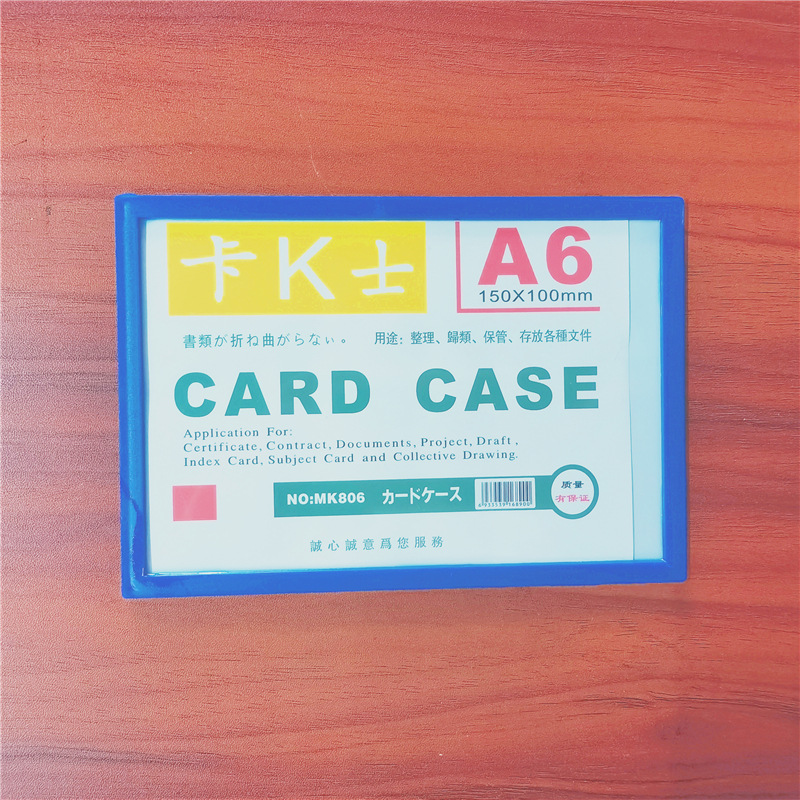 卡K士
A6
150X100mm
書類が折ね曲がらなぃ。 用途: 整理、歸類、保管、存放各種文件
CARD CASE
Application For:
Certificate, Contract, Documents, Project, Draft,
Index Card, Subject Card and Collective Drawing.
NO:MK806 カードケース
6933539168900
质量
有保证
誠心誠意爲您服務